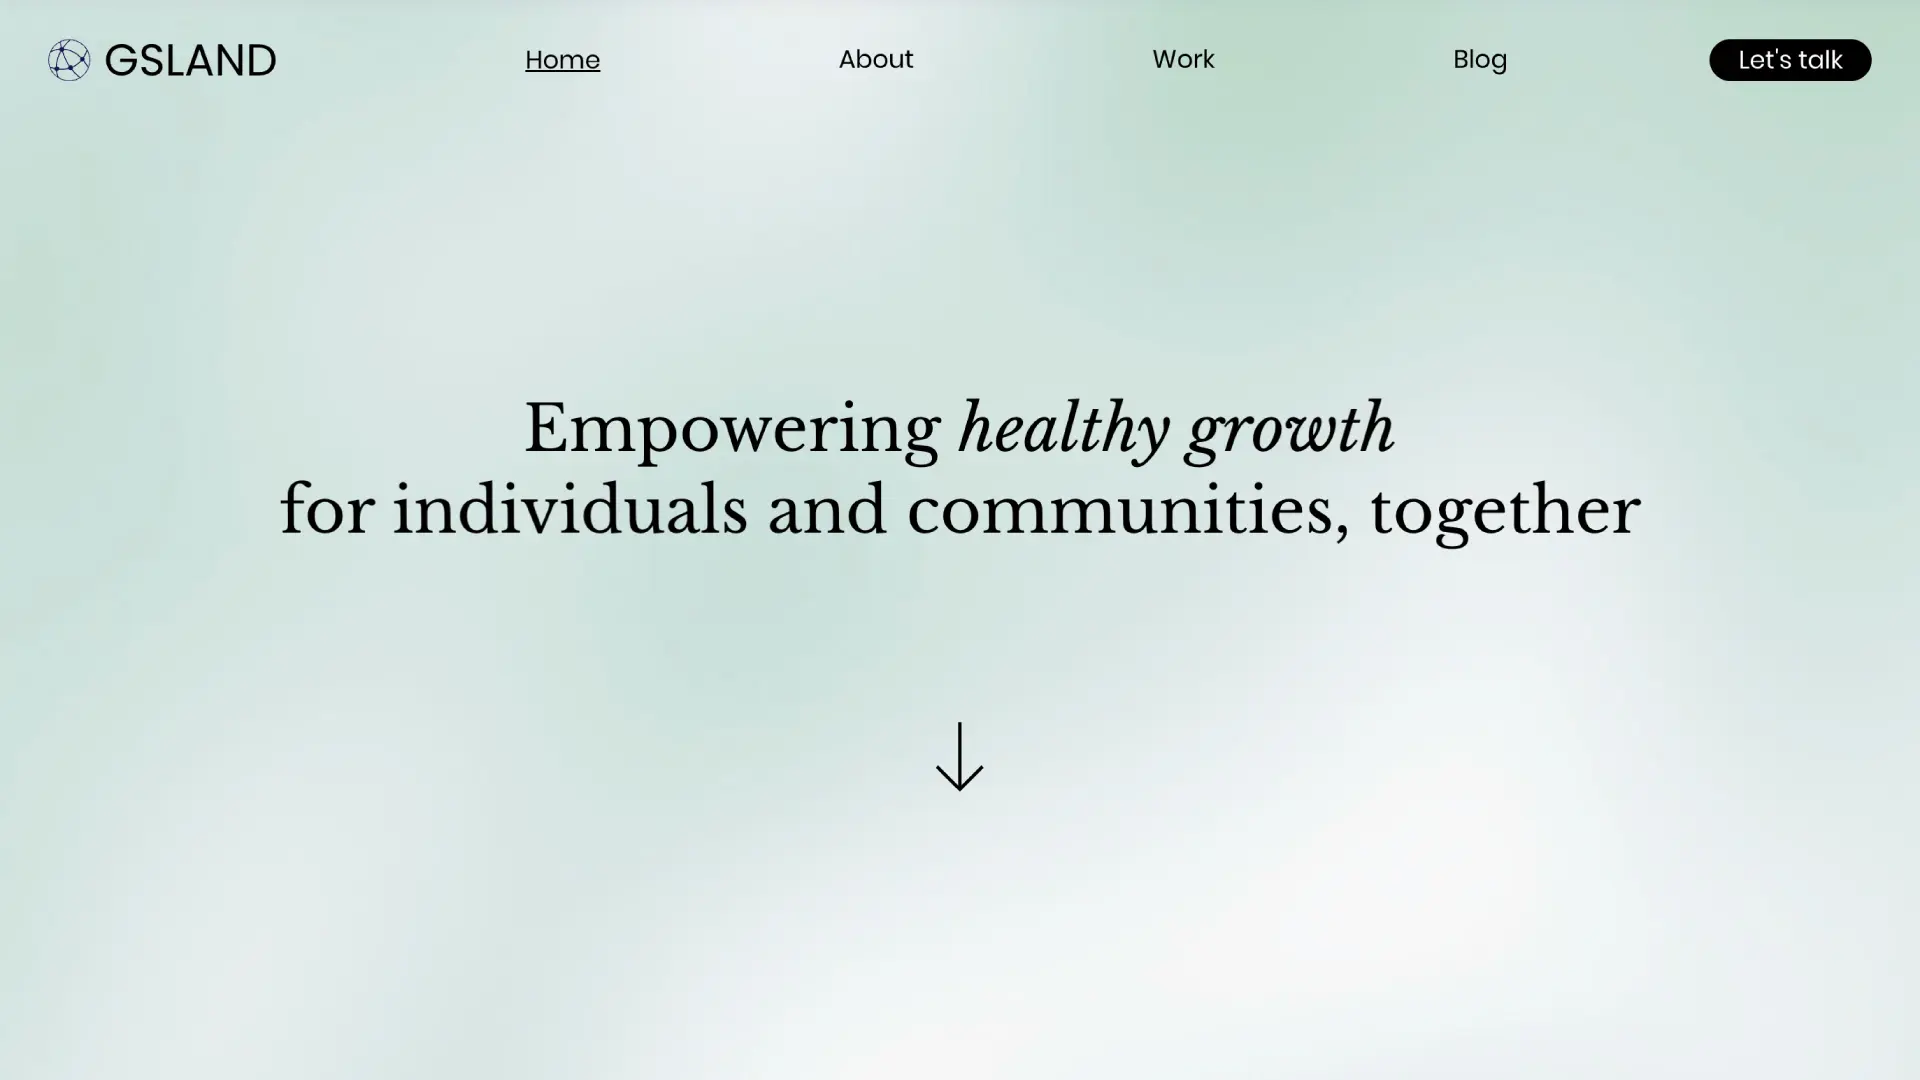 GSLAND
Home
About
Work
Blog
Let's talk
Empowering healthy growth
for individuals and communities, together